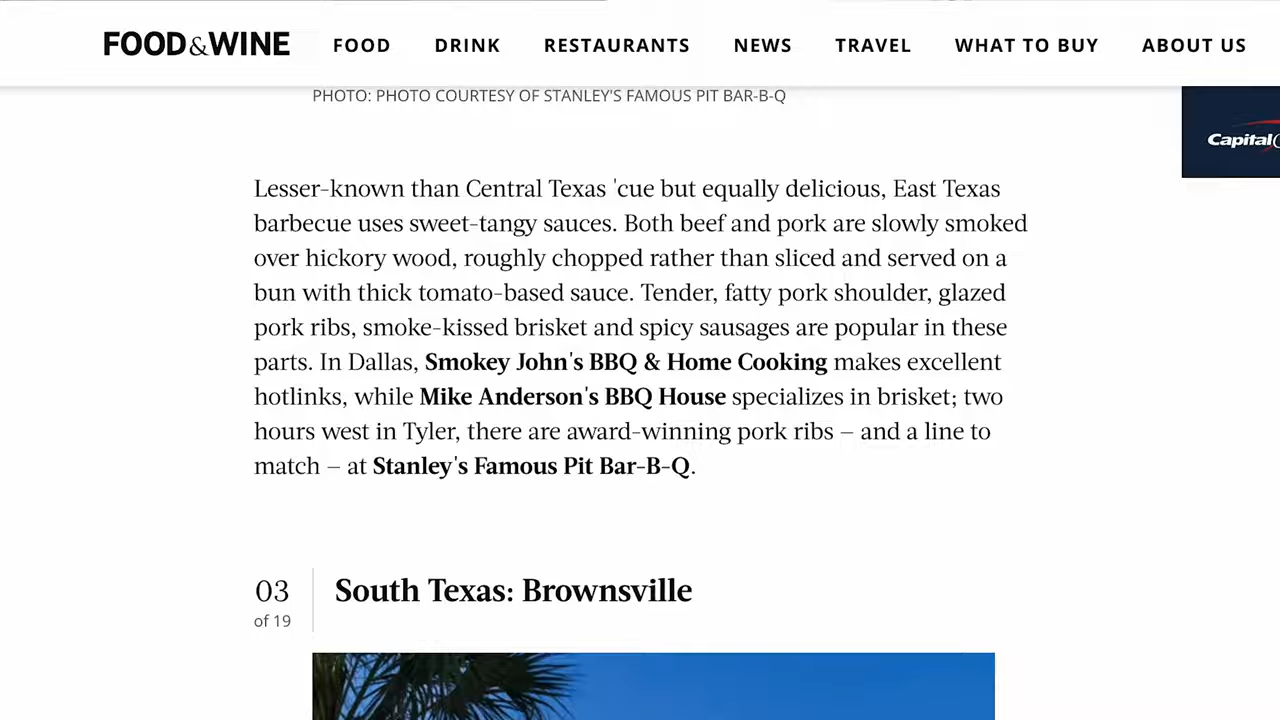 FOOD&WINE FOOD DRINK RESTAURANTS NEWS TRAVEL WHAT TO BUY ABOUT US
PHOTO: PHOTO COURTESY OF STANLEY'S FAMOUS PIT BAR-B-Q
Capital
Lesser-known than Central Texas 'cue but equally delicious, East Texas
barbecue uses sweet-tangy sauces. Both beef and pork are slowly smoked
over hickory wood, roughly chopped rather than sliced and served on a
bun with thick tomato-based sauce. Tender, fatty pork shoulder, glazed
pork ribs, smoke-kissed brisket and spicy sausages are popular in these
parts. In Dallas, Smokey John's BBQ & Home Cooking makes excellent
hotlinks, while Mike Anderson's BBQ House specializes in brisket; two
hours west in Tyler, there are award-winning pork ribs – and a line to
match – at Stanley's Famous Pit Bar-B-Q.
03
of 19
South Texas: Brownsville